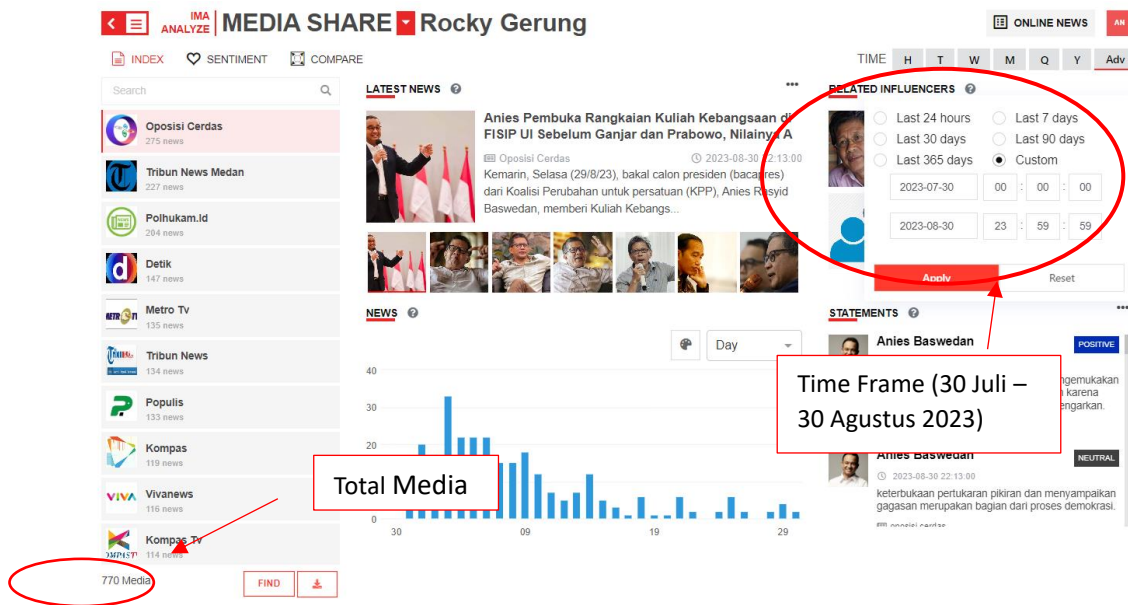 IMA
ANALYZE
MEDIA SHARE Rocky Gerung
ONLINE NEWS
AN
INDEX SENTIMENT COMPARE
TIME H T W M Q Y Adv
Search
Oposisi Cerdas
275 news
Tribun News Medan
227 news
Polhukam.Id
204 news
Detik
147 news
Metro Tv
135 news
Tribun News
134 news
Populis
133 news
Kompas
119 news
VIVA
Vivanews
116 news
Kompas Tv
114 news
770 Media
FIND
LATEST NEWS
Anies Pembuka Rangkaian Kuliah Kebangsaan di
FISIP UI Sebelum Ganjar dan Prabowo, Nilainya A
Oposisi Cerdas 2023-08-30 22:13:00
Kemarin, Selasa (29/8/23), bakal calon presiden (bacapres)
dari Koalisi Perubahan untuk persatuan (KPP), Anies Rasyid
Baswedan, memberi Kuliah Kebangs...
NEWS
Day
40
30
20
0
30 09 19 29
Total Media
RELATED INFLUENCERS
Last 24 hours Last 7 days
Last 30 days Last 90 days
Last 365 days Custom
2023-07-30 00 : 00 : 00
2023-08-30 23 : 59 : 59
Apply Reset
STATEMENTS
Anies Baswedan
POSITIVE
karena
Time Frame (30 Juli –
30 Agustus 2023)
Anies Baswedan
NEUTRAL
2023-08-30 22:13:00
keterbukaan pertukaran pikiran dan menyampaikan
gagasan merupakan bagian dari proses demokrasi.